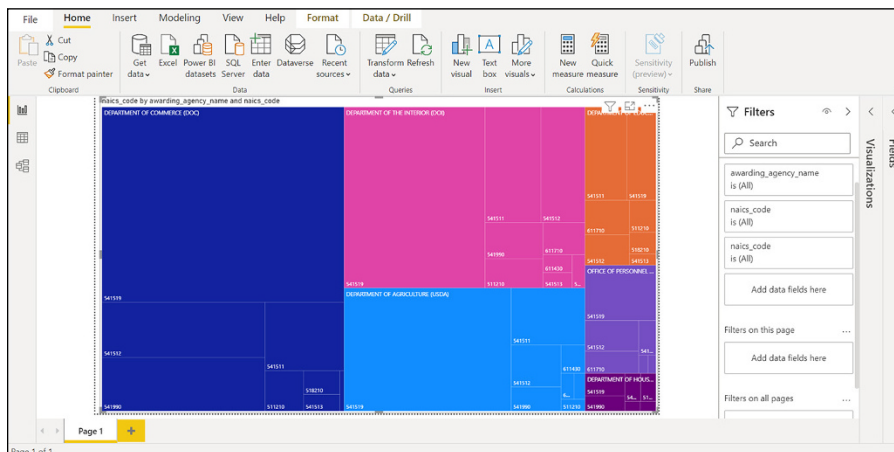 File Home Insert Modeling View Help Format Data / Drill
Paste
Cut
Copy
Format painter
Get data
Excel
Power BI datasets
SQL Server
Enter data
Dataverse
Recent sources
Transform data
Refresh
New visual
Text box
More visuals
New measure
Quick measure
Sensitivity (preview)
Publish
Clipboard Data Queries Insert Calculations Sensitivity Share
naics_code by awarding_agency_name and naics_code
DEPARTMENT OF COMMERCE (DOC)
541519
541512
541990
541511
511210
518210
541513
DEPARTMENT OF THE INTERIOR (DOI)
541519
541511
541512
541990
611710
611430
511210
541513
5...
DEPARTMENT OF AGRICULTURE (USDA)
541519
541511
541512
611430
6...
541990
511210
541511
541519
611710
511210
518210
541512
541513
OFFICE OF PERSONNEL ...
541519
541512
541...
611710
DEPARTMENT OF HOUS...
541519
54...
51...
541990
Filters
Search
awarding_agency_name
is (All)
naics_code
is (All)
naics_code
is (All)
Add data fields here
Filters on this page
...
Add data fields here
Filters on all pages
...
Visualizations
Fields
Page 1
Page 1 of 1